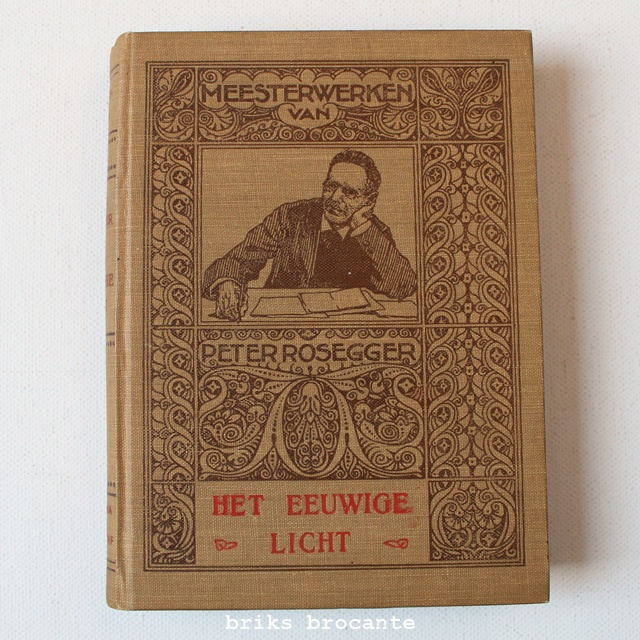 MEESTERWERKEN
VAN
PETER ROSEGGER
HET EEUWIGE
LICHT
briks brocante